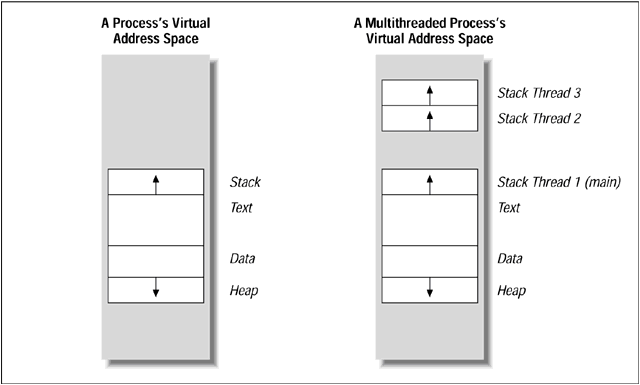 A Process's Virtual
Address Space
A Multithreaded Process's
Virtual Address Space
Stack
Text
Data
Heap
Stack Thread 3
Stack Thread 2
Stack Thread 1 (main)
Text
Data
Heap